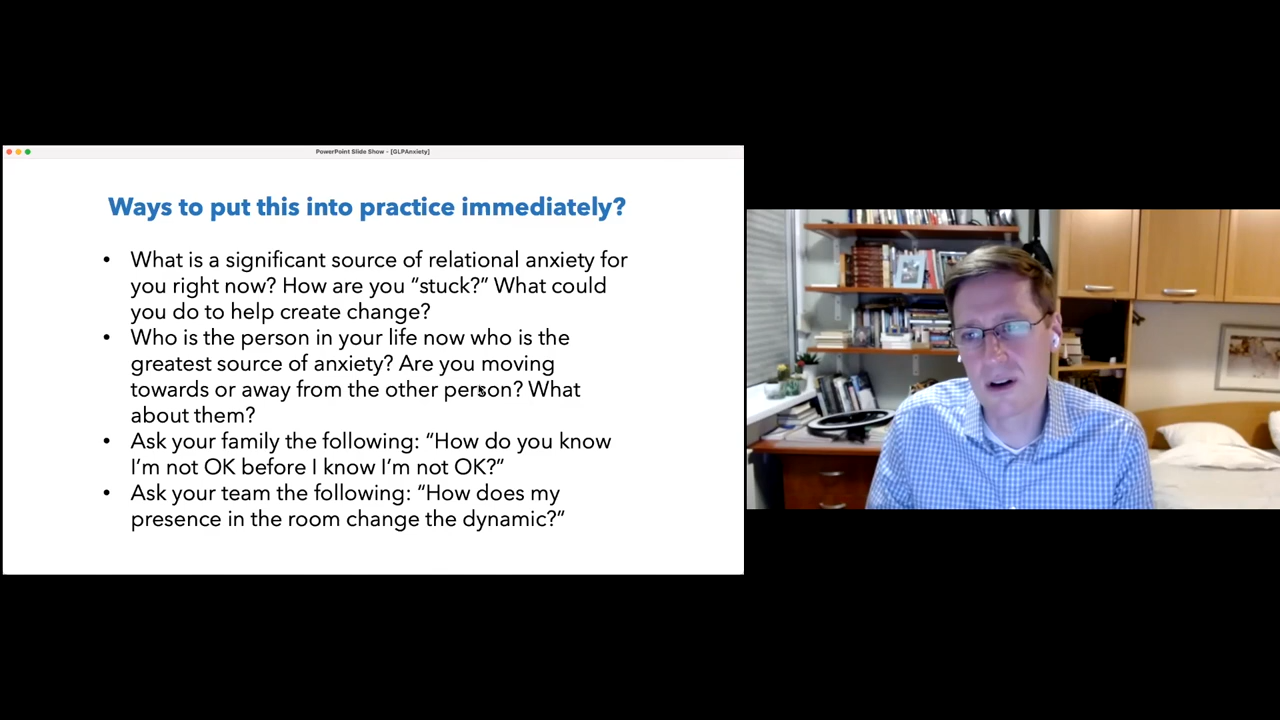 PowerPoint Slide Show - [GLPAnxiety]
Ways to put this into practice immediately?
• What is a significant source of relational anxiety for
you right now? How are you “stuck?” What could
you do to help create change?
• Who is the person in your life now who is the
greatest source of anxiety? Are you moving
towards or away from the other person? What
about them?
• Ask your family the following: “How do you know
I’m not OK before I know I’m not OK?”
• Ask your team the following: “How does my
presence in the room change the dynamic?”